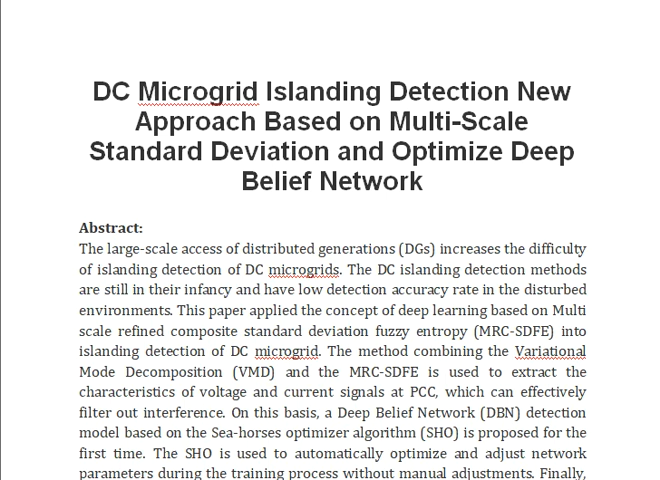 DC Microgrid Islanding Detection New
Approach Based on Multi-Scale
Standard Deviation and Optimize Deep
Belief Network
Abstract:
The large-scale access of distributed generations (DGs) increases the difficulty
of islanding detection of DC microgrids. The DC islanding detection methods
are still in their infancy and have low detection accuracy rate in the disturbed
environments. This paper applied the concept of deep learning based on Multi
scale refined composite standard deviation fuzzy entropy (MRC-SDFE) into
islanding detection of DC microgrid. The method combining the Variational
Mode Decomposition (VMD) and the MRC-SDFE is used to extract the
characteristics of voltage and current signals at PCC, which can effectively
filter out interference. On this basis, a Deep Belief Network (DBN) detection
model based on the Sea-horses optimizer algorithm (SHO) is proposed for the
first time. The SHO is used to automatically optimize and adjust network
parameters during the training process without manual adjustments. Finally,